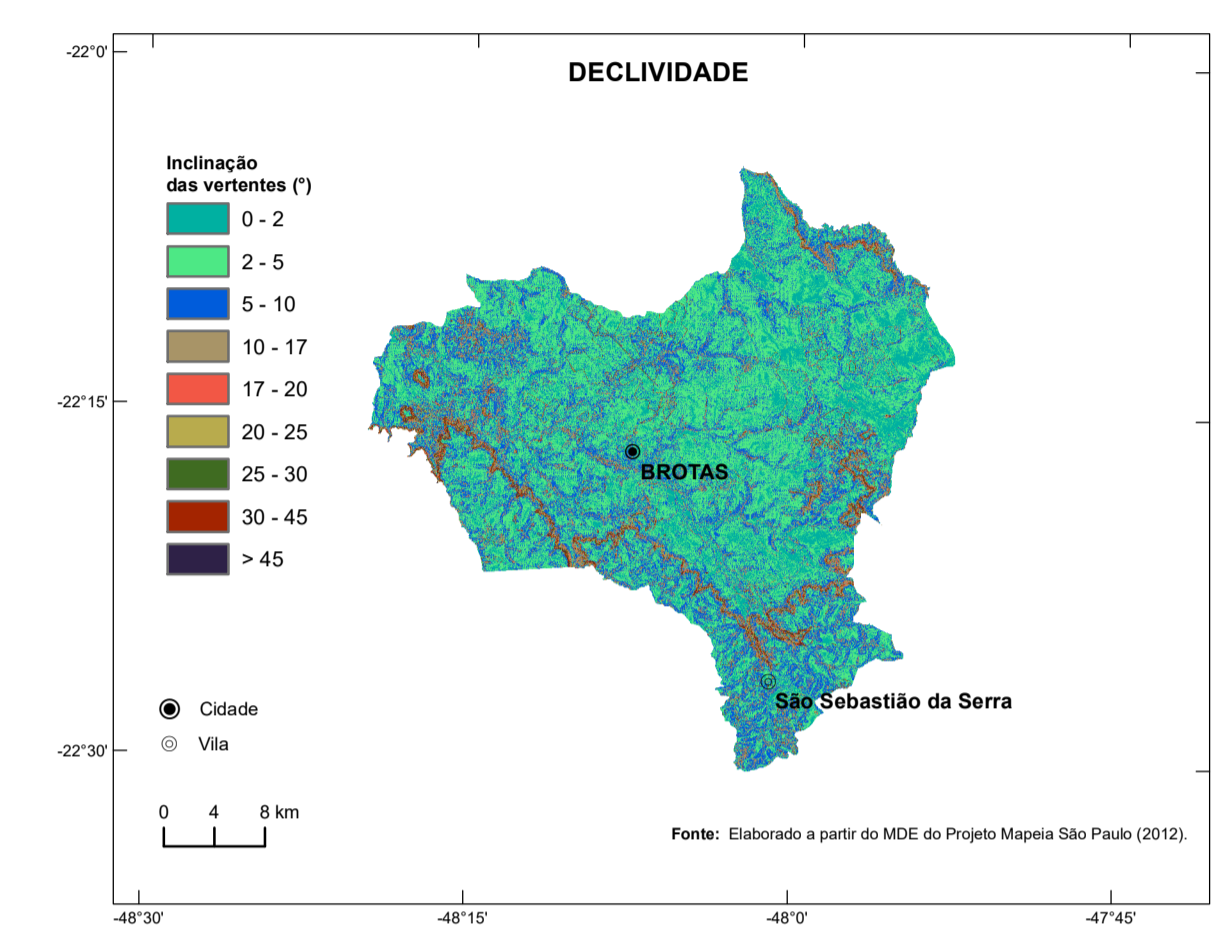 DECLIVIDADE
-22°0'
Inclinação
das vertentes (°)
0 - 2
2 - 5
5 - 10
10 - 17
17 - 20
20 - 25
25 - 30
30 - 45
> 45
-22°15'
BROTAS
São Sebastião da Serra
Cidade
Vila
-22°30'
0 4 8 km
Fonte: Elaborado a partir do MDE do Projeto Mapeia São Paulo (2012).
-48°30' -48°15' -48°0' -47°45'